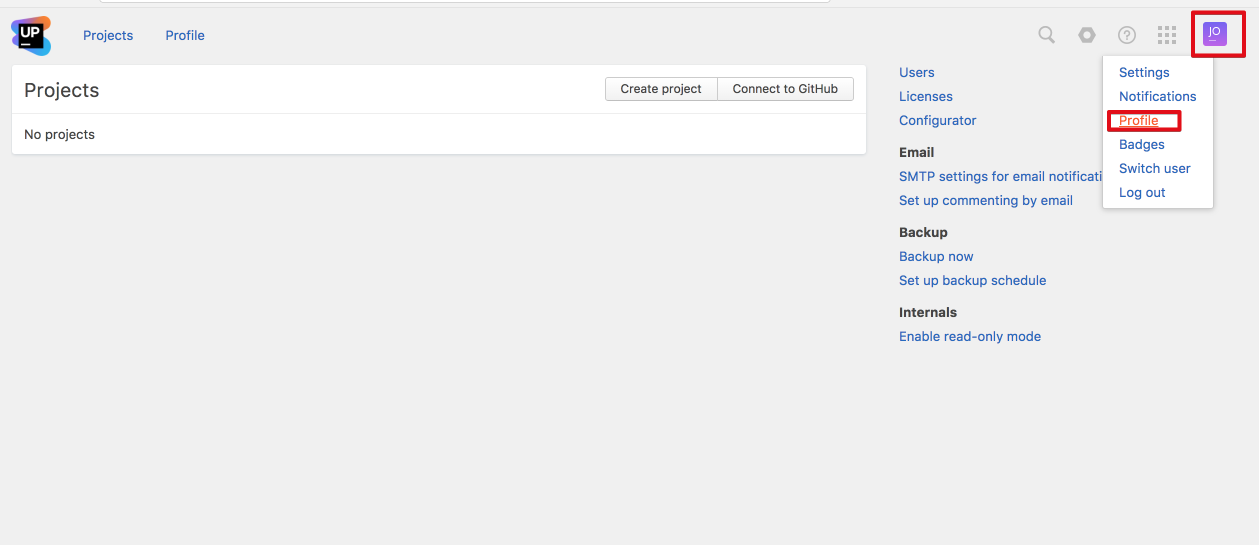 UP
Projects
Profile
JO
Projects
Create project
Connect to GitHub
No projects
Users
Licenses
Configurator
Email
SMTP settings for email notificati
Set up commenting by email
Backup
Backup now
Set up backup schedule
Internals
Enable read-only mode
Settings
Notifications
Profile
Badges
Switch user
Log out